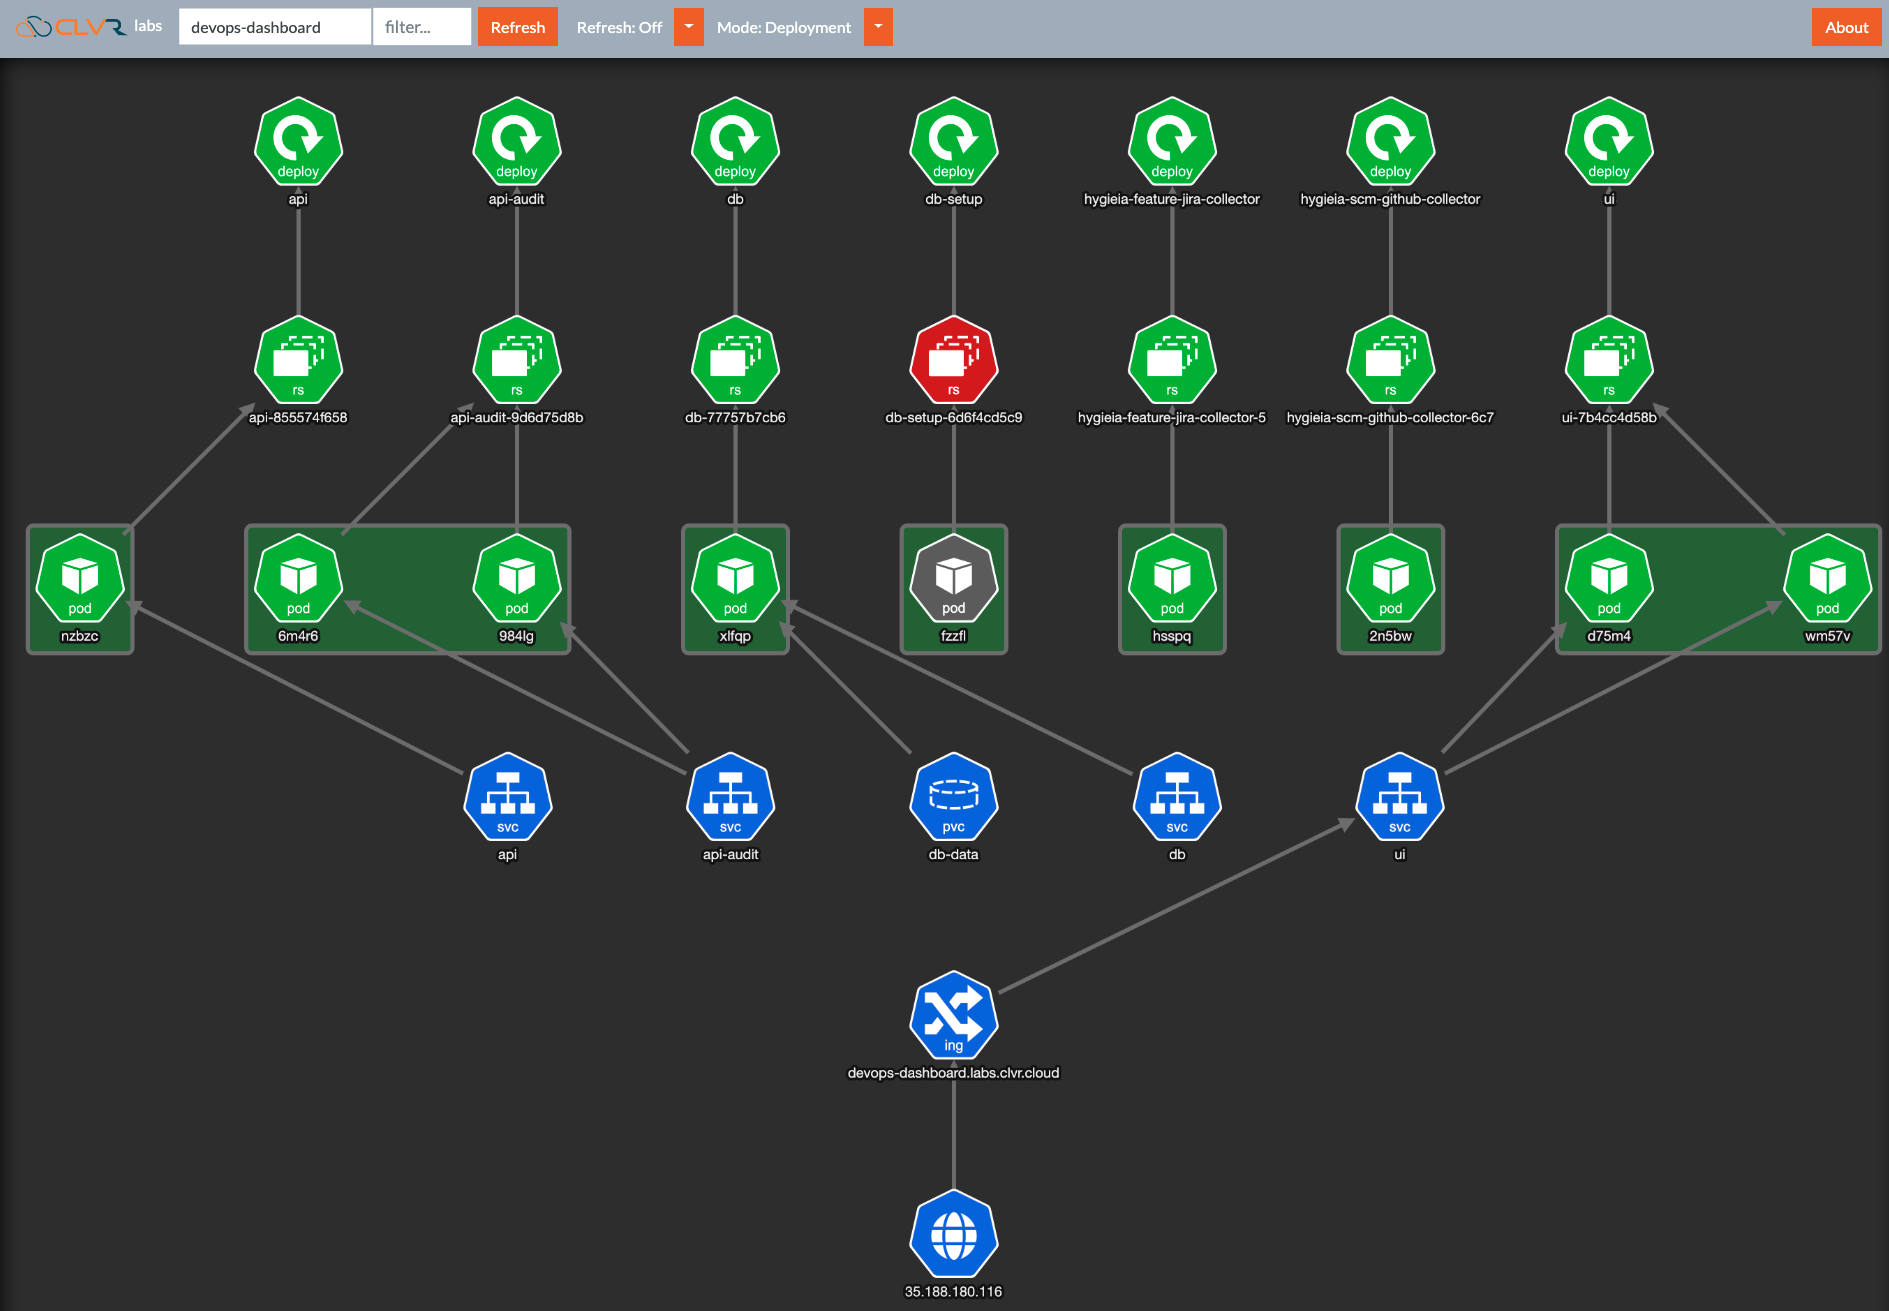 CLVR labs devops-dashboard filter... Refresh Refresh: Off Mode: Deployment About
deploy deploy deploy deploy deploy deploy deploy
api api-audit db db-setup hygieia-feature-jira-collector hygieia-scm-github-collector ui
rs rs rs rs rs rs rs
api-855574f658 api-audit-9d6d75d8b db-77757b7cb6 db-setup-6d6f4cd5c9 hygieia-feature-jira-collector-5 hygieia-scm-github-collector-6c7 ui-7b4cc4d58b
pod pod pod pod pod pod pod pod pod
nzbzc 6m4r6 984lg xlfqp fzzfl hsspq 2n5bw d75m4 wm57v
svc svc pvc svc svc
api api-audit db-data db ui
ing
devops-dashboard.labs.clvr.cloud
35.188.180.116